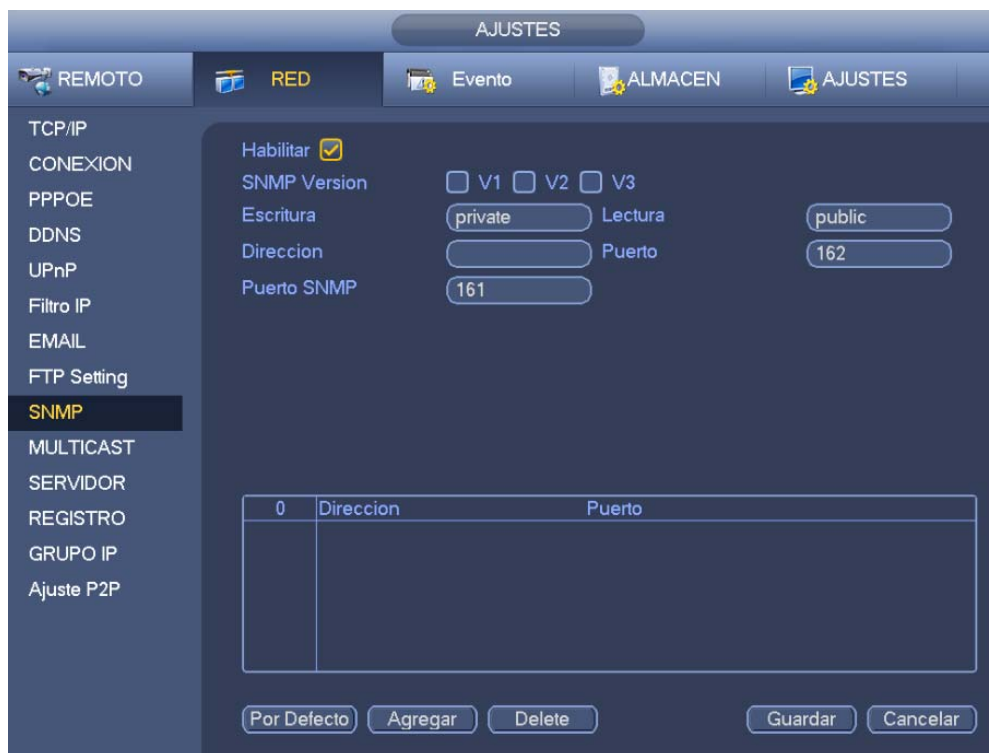 AJUSTES
REMOTO RED Evento ALMACEN AJUSTES
TCP/IP
CONEXION
PPPOE
DDNS
UPnP
Filtro IP
EMAIL
FTP Setting
SNMP
MULTICAST
SERVIDOR
REGISTRO
GRUPO IP
Ajuste P2P
Habilitar
SNMP Version V1 V2 V3
Escritura private Lectura public
Direccion Puerto 162
Puerto SNMP 161
0 Direccion Puerto
Por Defecto Agregar Delete Guardar Cancelar